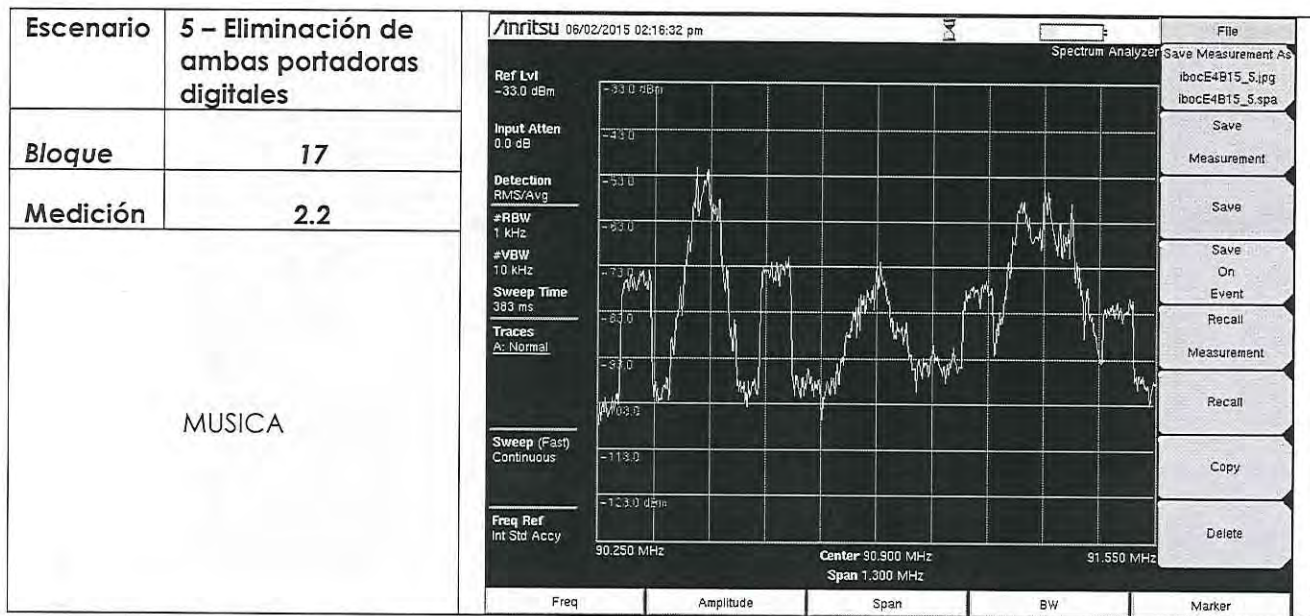 Escenario
5 – Eliminación de
ambas portadoras
digitales
Bloque
17
Medición
2.2
MUSICA
Anritsu 06/02/2015 02:16:32 pm
Spectrum Analyzer
Ref Lvl
-33.0 dBm
Input Atten
0.0 dB
Detection
RMS/Avg
#RBW
1 kHz
#VBW
10 kHz
Sweep Time
383 ms
Traces
A: Normal
Sweep (Fast)
Continuous
Freq Ref
Int Std Accy
-33.0 dBm
-43.0
-53.0
-63.0
-73.0
-83.0
-93.0
-103.0
-113.0
-123.0 dBm
90.250 MHz
Center 90.900 MHz
91.550 MHz
Span 1.300 MHz
File
Save Measurement As
ibocE4B15_5.jpg
ibocE4B15_5.spa
Save
Measurement
Save
Save
On
Event
Recall
Measurement
Recall
Copy
Delete
Freq
Amplitude
Span
BW
Marker